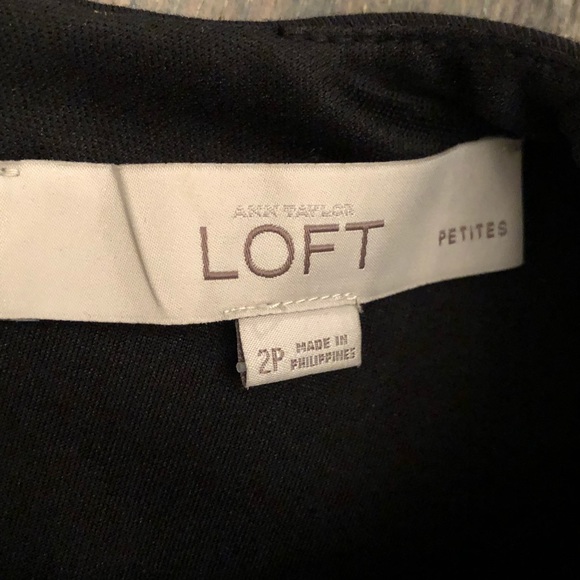 ANN TAYLOR
LOFT
PETITES
2P
MADE IN
PHILIPPINES